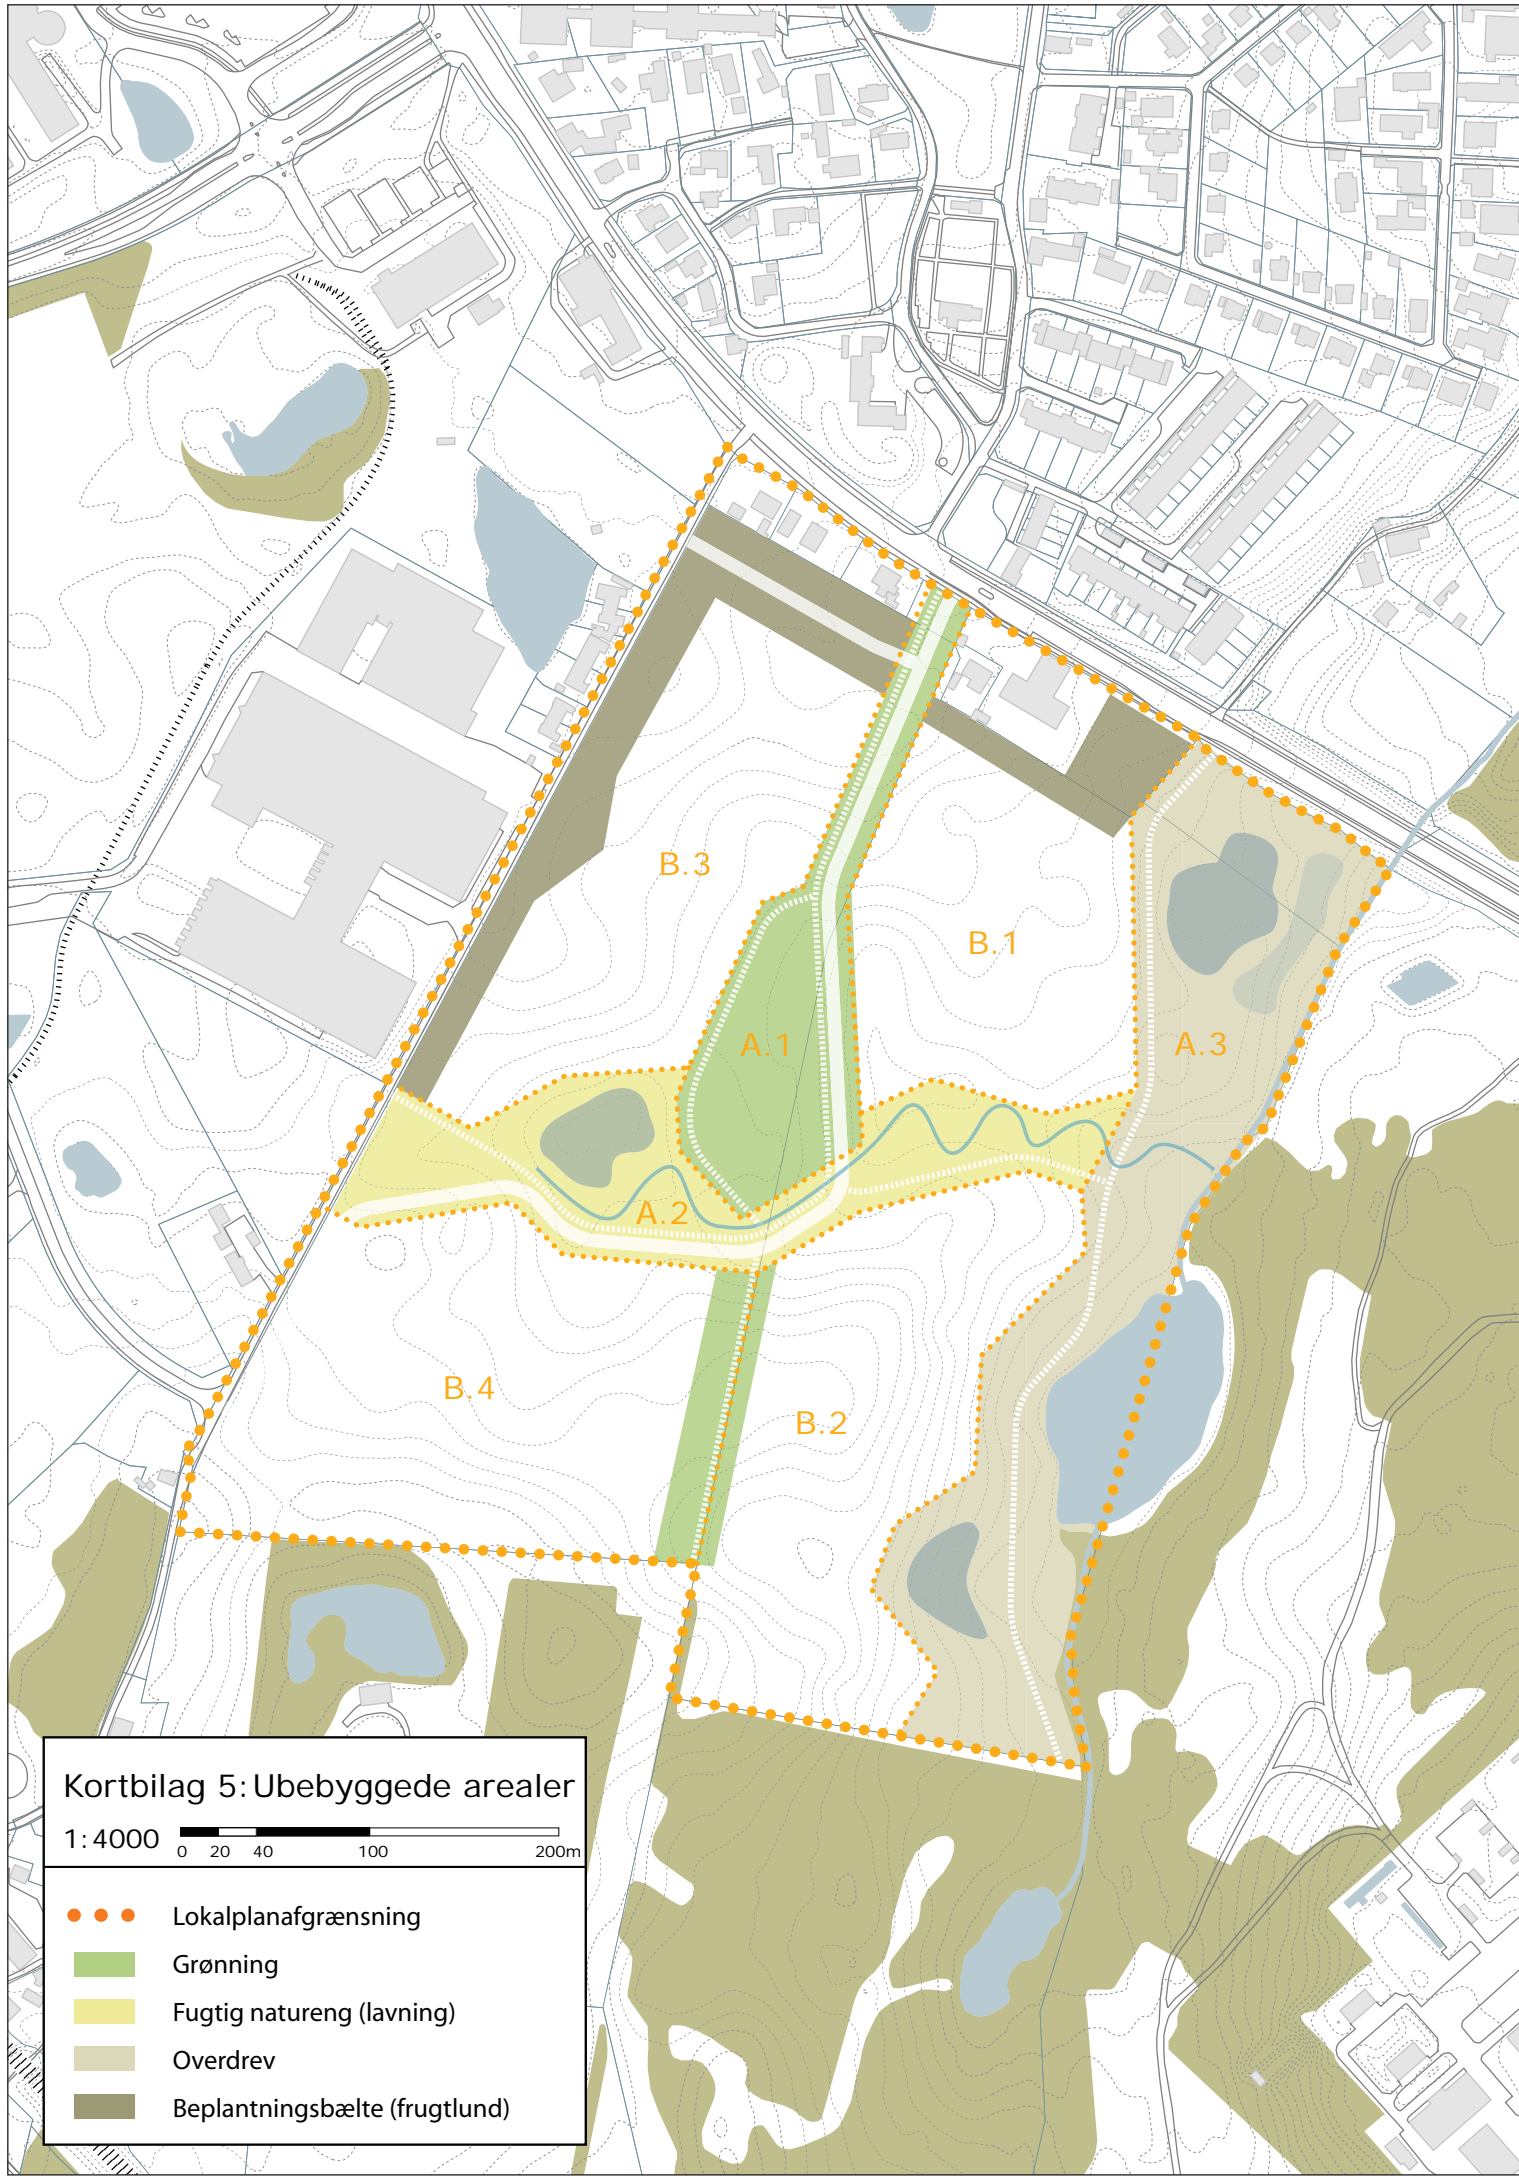 B.3
B.1
A.1
A.3
A.2
B.4
B.2
Kortbilag 5: Ubebyggede arealer
1:4000 0 20 40 100 200m
Lokalplanafgrænsning
Grønning
Fugtig natureng (lavning)
Overdrev
Beplantningsbælte (frugtlund)